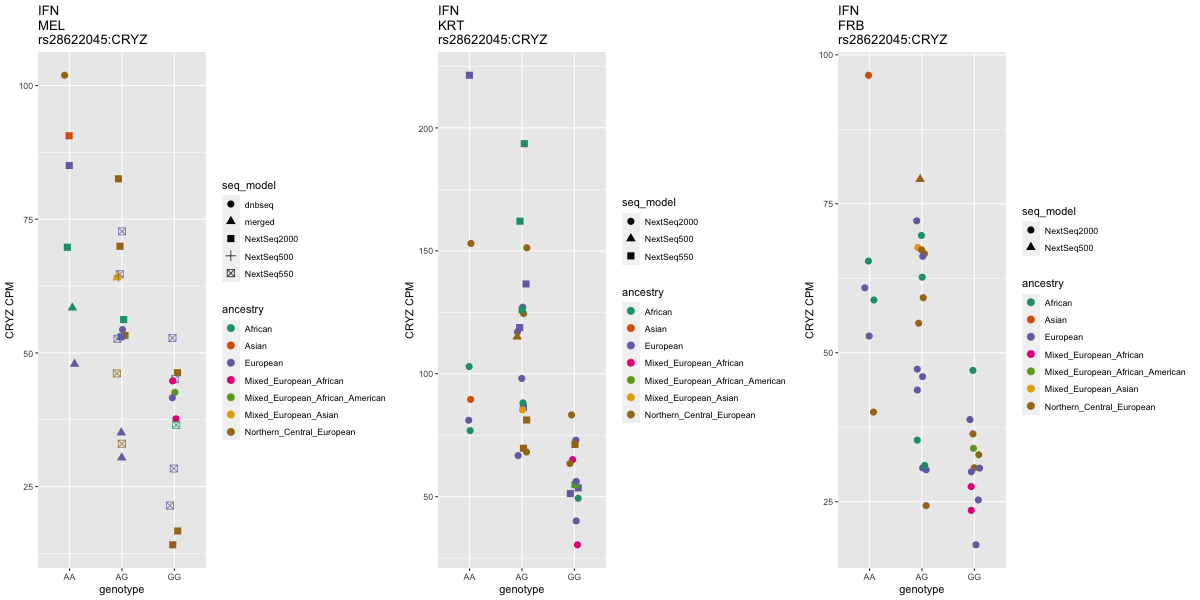 IFN
MEL
rs28622045:CRYZ
CRYZ CPM
100
75
50
25
AA
AG
GG
genotype
seq_model
dnbseq
merged
NextSeq2000
NextSeq500
NextSeq550
ancestry
African
Asian
European
Mixed_European_African
Mixed_European_African_American
Mixed_European_Asian
Northern_Central_European
IFN
KRT
rs28622045:CRYZ
CRYZ CPM
200
150
100
50
AA
AG
GG
genotype
seq_model
NextSeq2000
NextSeq500
NextSeq550
ancestry
African
Asian
European
Mixed_European_African
Mixed_European_African_American
Mixed_European_Asian
Northern_Central_European
IFN
FRB
rs28622045:CRYZ
CRYZ CPM
100
75
50
25
AA
AG
GG
genotype
seq_model
NextSeq2000
NextSeq500
ancestry
African
Asian
European
Mixed_European_African
Mixed_European_African_American
Mixed_European_Asian
Northern_Central_European